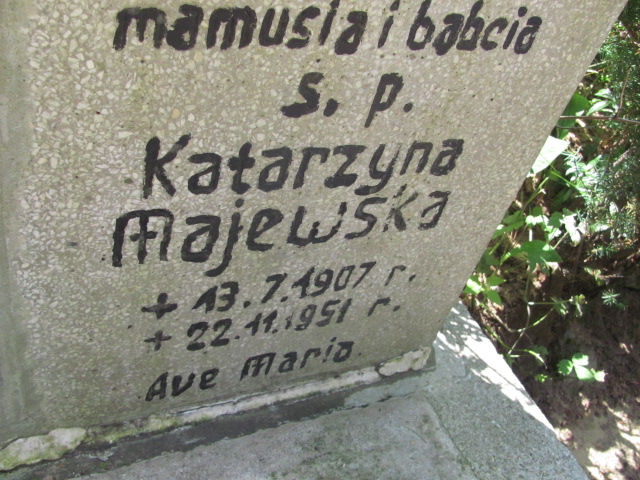 mamusia i babcia
s. p.
Katarzyna
Majewska
+ 13.7.1907 r.
+ 22.11.1951 r.
Ave Maria